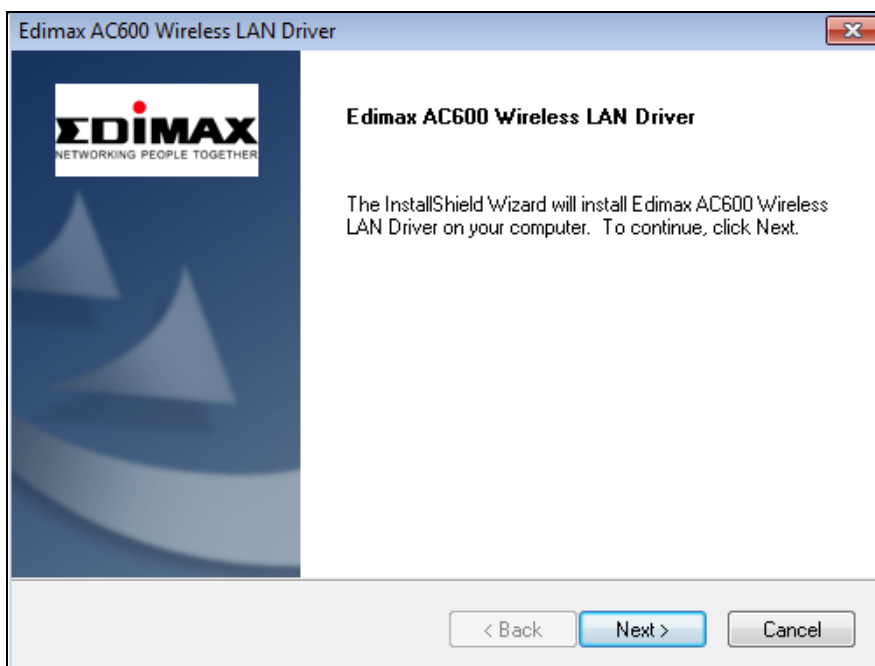 Edimax AC600 Wireless LAN Driver
EDiMAX
NETWORKING PEOPLE TOGETHER
Edimax AC600 Wireless LAN Driver
The InstallShield Wizard will install Edimax AC600 Wireless
LAN Driver on your computer.  To continue, click Next.
< Back
Next >
Cancel